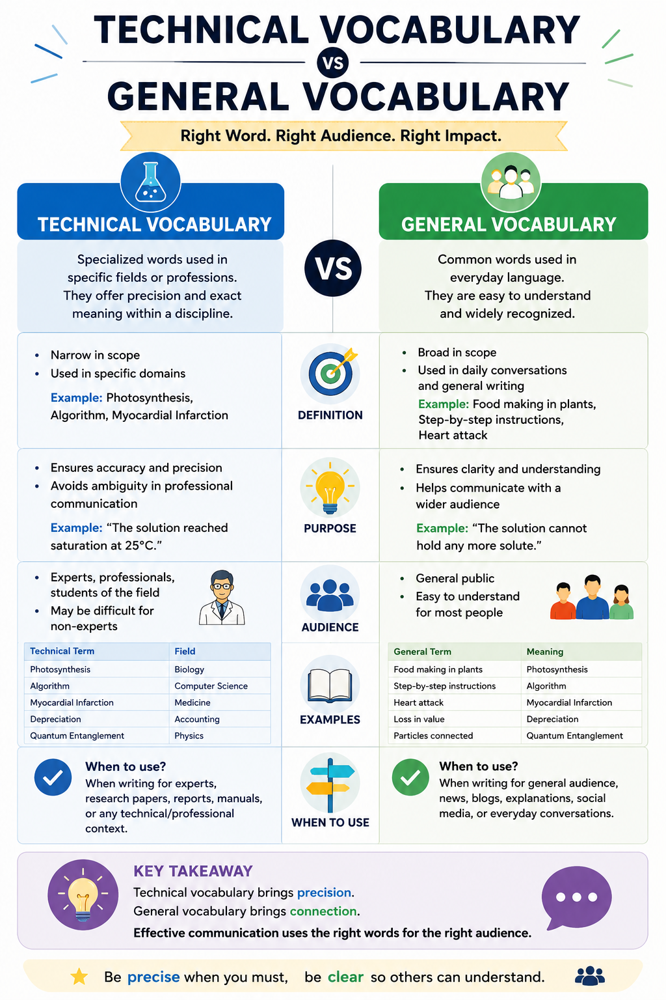 TECHNICAL VOCABULARY
VS
GENERAL VOCABULARY
Right Word. Right Audience. Right Impact.
TECHNICAL VOCABULARY
Specialized words used in
specific fields or professions.
They offer precision and exact
meaning within a discipline.
VS
GENERAL VOCABULARY
Common words used in
everyday language.
They are easy to understand
and widely recognized.
• Narrow in scope
• Used in specific domains
Example: Photosynthesis,
Algorithm, Myocardial Infarction
DEFINITION
• Broad in scope
• Used in daily conversations
and general writing
Example: Food making in plants,
Step-by-step instructions,
Heart attack
• Ensures accuracy and precision
• Avoids ambiguity in professional
communication
Example: “The solution reached
saturation at 25°C.”
PURPOSE
• Ensures clarity and understanding
• Helps communicate with a
wider audience
Example: “The solution cannot
hold any more solute.”
• Experts, professionals,
students of the field
• May be difficult for
non-experts
AUDIENCE
• General public
• Easy to understand
for most people
Technical Term Field
Photosynthesis Biology
Algorithm Computer Science
Myocardial Infarction Medicine
Depreciation Accounting
Quantum Entanglement Physics
EXAMPLES
General Term Meaning
Food making in plants Photosynthesis
Step-by-step instructions Algorithm
Heart attack Myocardial Infarction
Loss in value Depreciation
Particles connected Quantum Entanglement
When to use?
When writing for experts,
research papers, reports, manuals,
or any technical/professional
context.
WHEN TO USE
When to use?
When writing for general audience,
news, blogs, explanations, social
media, or everyday conversations.
KEY TAKEAWAY
Technical vocabulary brings precision.
General vocabulary brings connection.
Effective communication uses the right words for the right audience.
Be precise when you must, be clear so others can understand.